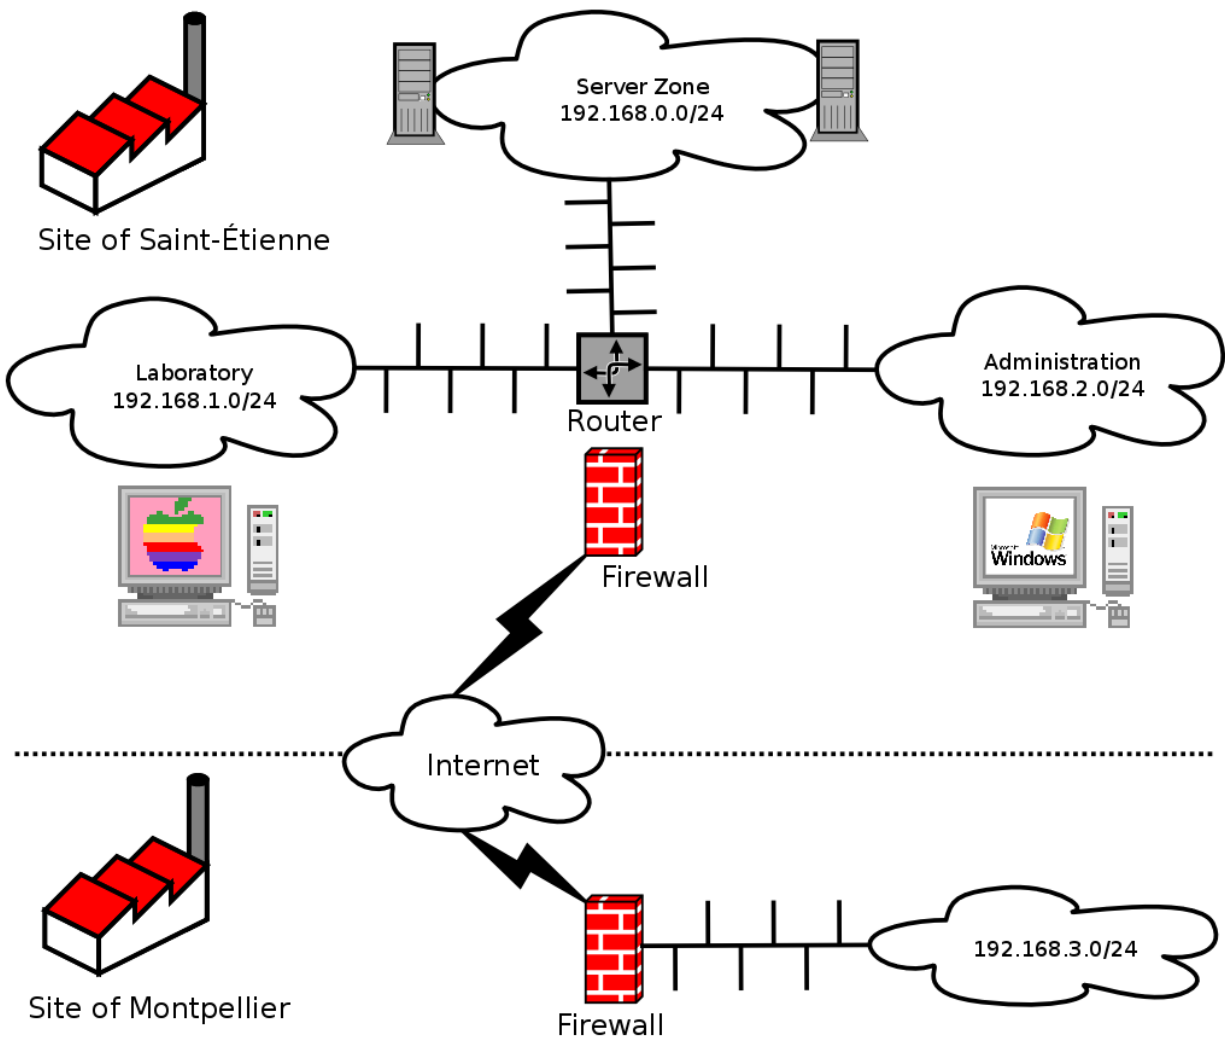 Server Zone
192.168.0.0/24
Site of Saint-Étienne
Laboratory
192.168.1.0/24
Administration
192.168.2.0/24
Router
Firewall
Microsoft
Windows
Internet
192.168.3.0/24
Site of Montpellier
Firewall